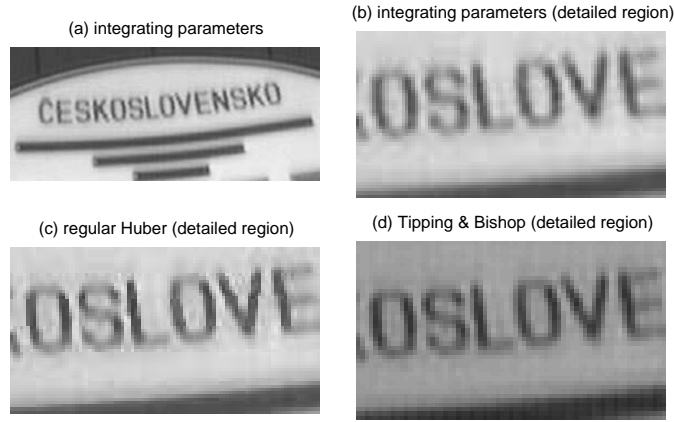 (a) integrating parameters
(b) integrating parameters (detailed region)
ČESKOSLOVENSKO
OSLOVE
(c) regular Huber (detailed region)
(d) Tipping & Bishop (detailed region)
OSLOVE
OSLOVE